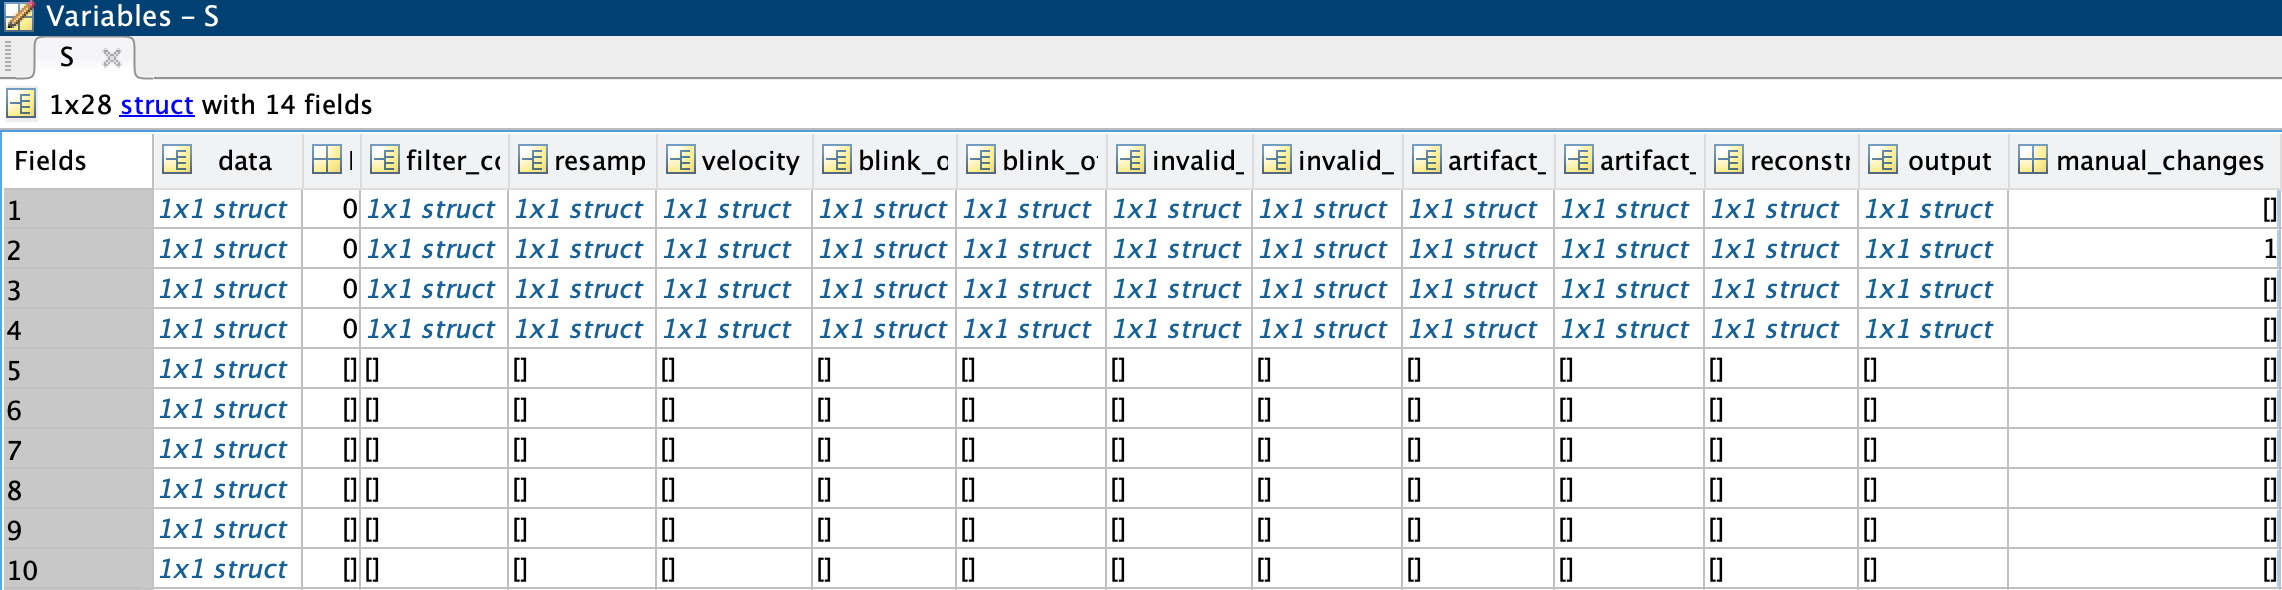 Variables – S
S
1x28 struct with 14 fields
Fields data filter_co resamp velocity blink_o blink_o invalid_ invalid_ artifact_ artifact_ reconstr output manual_changes
1 1x1 struct 0 1x1 struct 1x1 struct 1x1 struct 1x1 struct 1x1 struct 1x1 struct 1x1 struct 1x1 struct 1x1 struct 1x1 struct 1x1 struct []
2 1x1 struct 0 1x1 struct 1x1 struct 1x1 struct 1x1 struct 1x1 struct 1x1 struct 1x1 struct 1x1 struct 1x1 struct 1x1 struct 1x1 struct 1
3 1x1 struct 0 1x1 struct 1x1 struct 1x1 struct 1x1 struct 1x1 struct 1x1 struct 1x1 struct 1x1 struct 1x1 struct 1x1 struct 1x1 struct []
4 1x1 struct 0 1x1 struct 1x1 struct 1x1 struct 1x1 struct 1x1 struct 1x1 struct 1x1 struct 1x1 struct 1x1 struct 1x1 struct 1x1 struct []
5 1x1 struct [] [] [] [] [] [] [] [] [] [] [] [] []
6 1x1 struct [] [] [] [] [] [] [] [] [] [] [] [] []
7 1x1 struct [] [] [] [] [] [] [] [] [] [] [] [] []
8 1x1 struct [] [] [] [] [] [] [] [] [] [] [] [] []
9 1x1 struct [] [] [] [] [] [] [] [] [] [] [] [] []
10 1x1 struct [] [] [] [] [] [] [] [] [] [] [] [] []